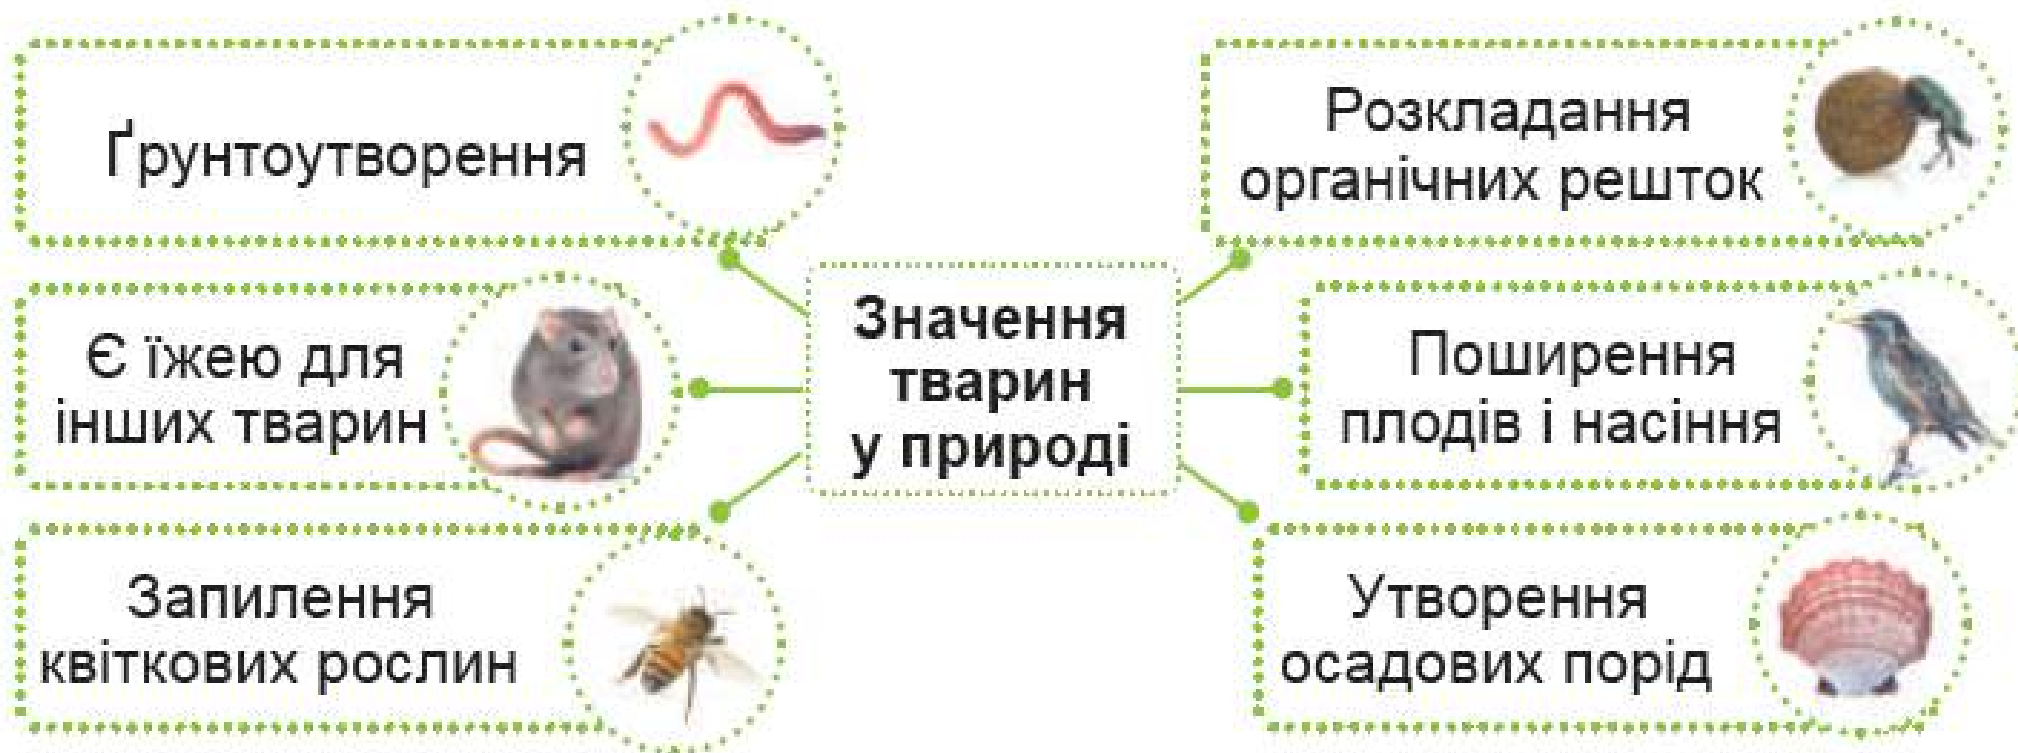 Ґрунтоутворення
Є їжею для
інших тварин
Запилення
квіткових рослин
Значення
тварин
у природі
Розкладання
органічних решток
Поширення
плодів і насіння
Утворення
осадових порід